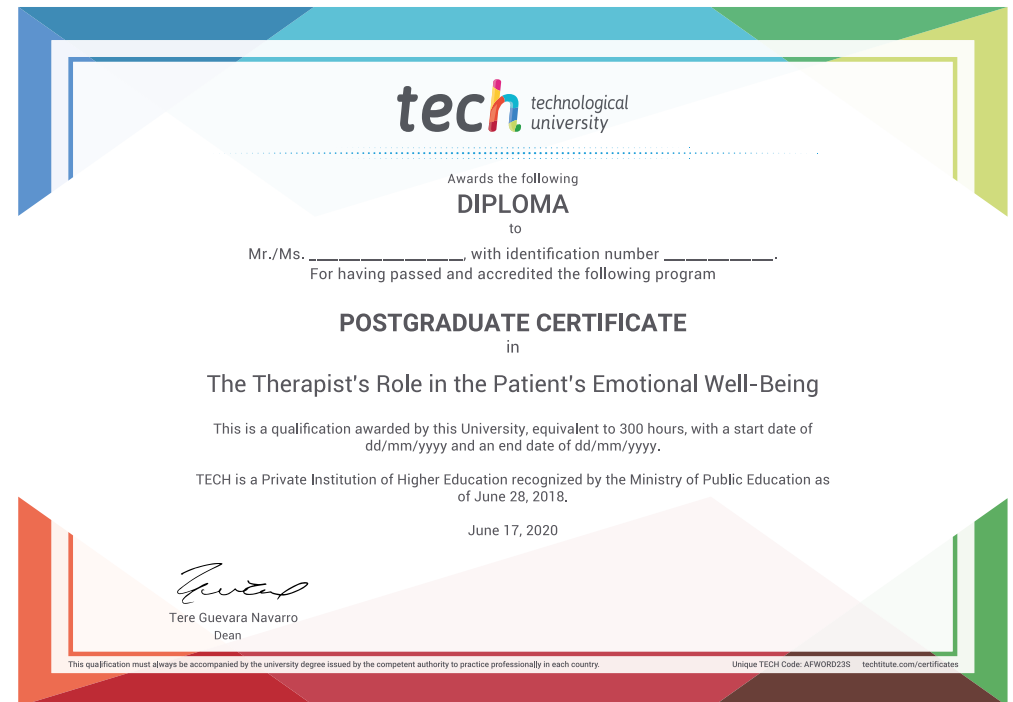 tech technological
university
Awards the following
DIPLOMA
to
Mr./Ms. ______________, with identification number __________.
For having passed and accredited the following program
POSTGRADUATE CERTIFICATE
in
The Therapist's Role in the Patient's Emotional Well-Being
This is a qualification awarded by this University, equivalent to 300 hours, with a start date of
dd/mm/yyyy and an end date of dd/mm/yyyy.
TECH is a Private Institution of Higher Education recognized by the Ministry of Public Education as
of June 28, 2018.
June 17, 2020
Tere Guevara Navarro
Dean
This qualification must always be accompanied by the university degree issued by the competent authority to practice professionally in each country.
Unique TECH Code: AFWORD23S techtitute.com/certificates